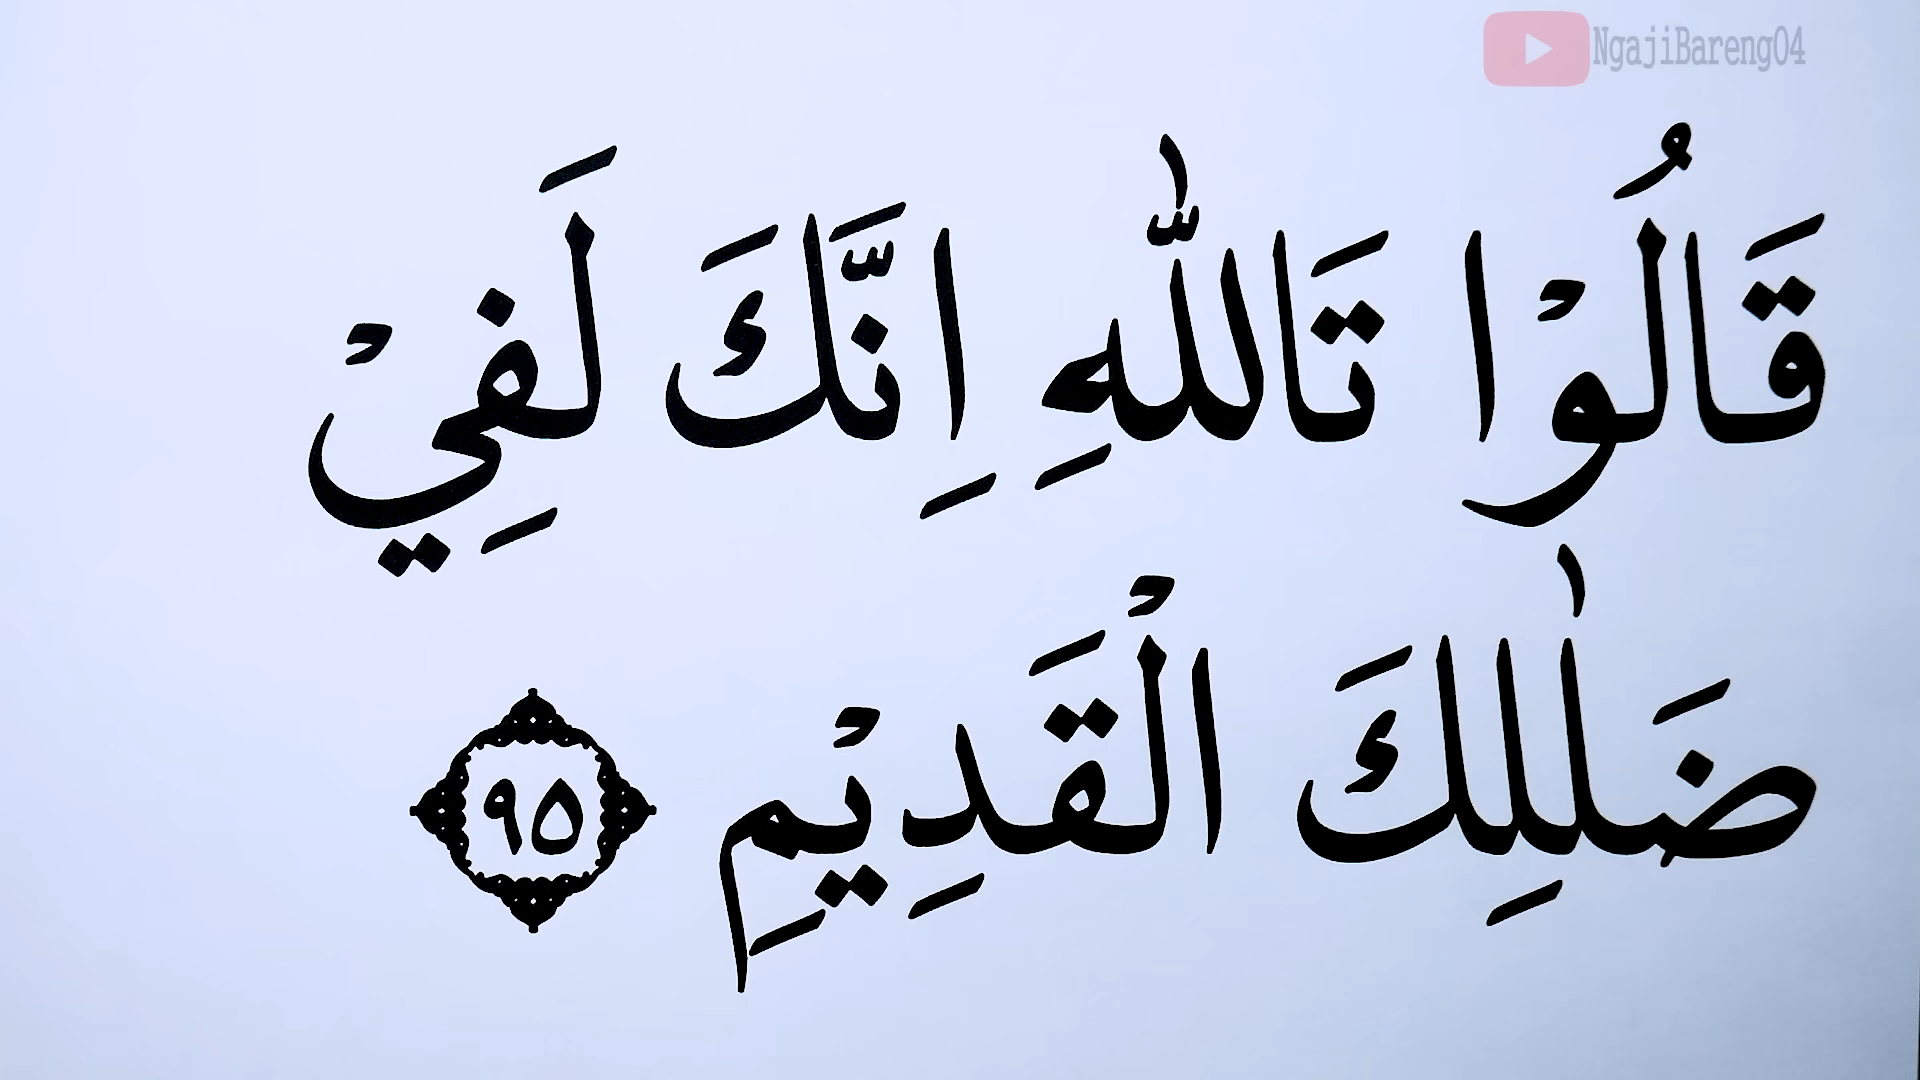 NgajiBareng04
قَالُوْا تَاللّٰهِ اِنَّكَ لَفِيْ
ضَلٰلِكَ الْقَدِيْمِ ٩٥